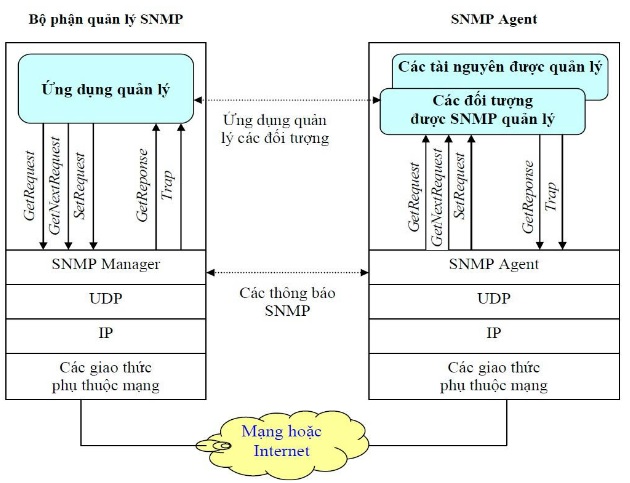 Bộ phận quản lý SNMP
SNMP Agent
Ứng dụng quản lý
Các tài nguyên được quản lý
Các đối tượng
được SNMP quản lý
Ứng dụng quản
lý các đối tượng
GetRequest
GetNextRequest
SetRequest
GetReponse
Trap
GetRequest
GetNextRequest
SetRequest
GetReponse
Trap
SNMP Manager
SNMP Agent
Các thông báo
SNMP
UDP
UDP
IP
IP
Các giao thức
phụ thuộc mạng
Các giao thức
phụ thuộc mạng
Mạng hoặc
Internet